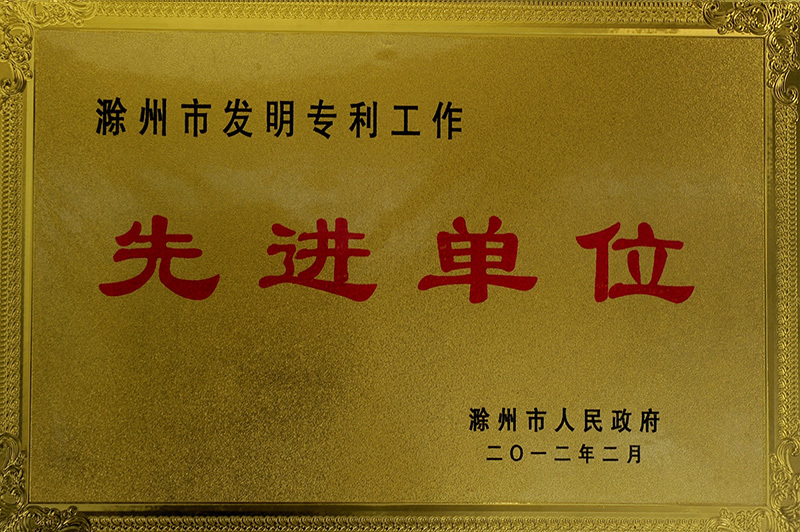 滁州市发明专利工作
先进单位
滁州市人民政府
二〇一二年二月